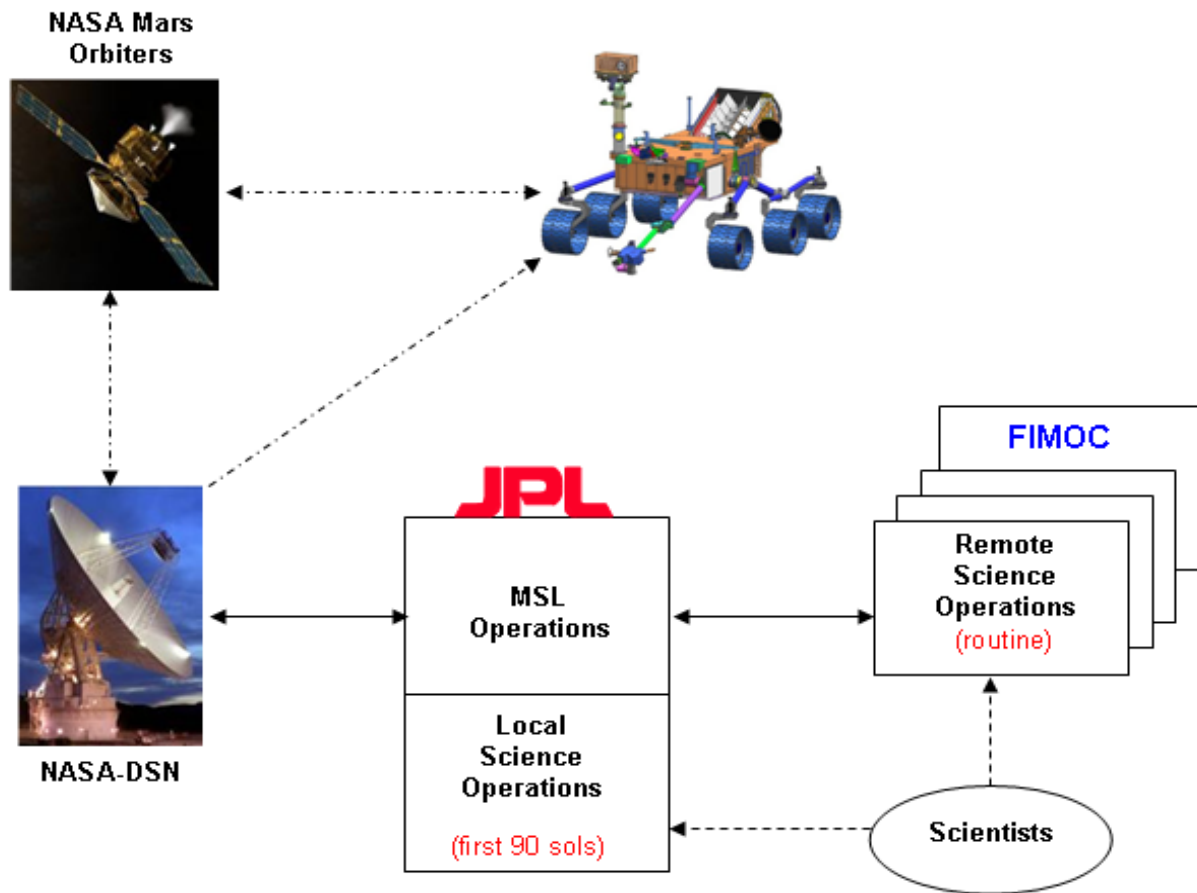 NASA Mars
Orbiters
JPL
FIMOC
MSL
Operations
Remote
Science
Operations
(routine)
NASA-DSN
Local
Science
Operations
(first 90 sols)
Scientists